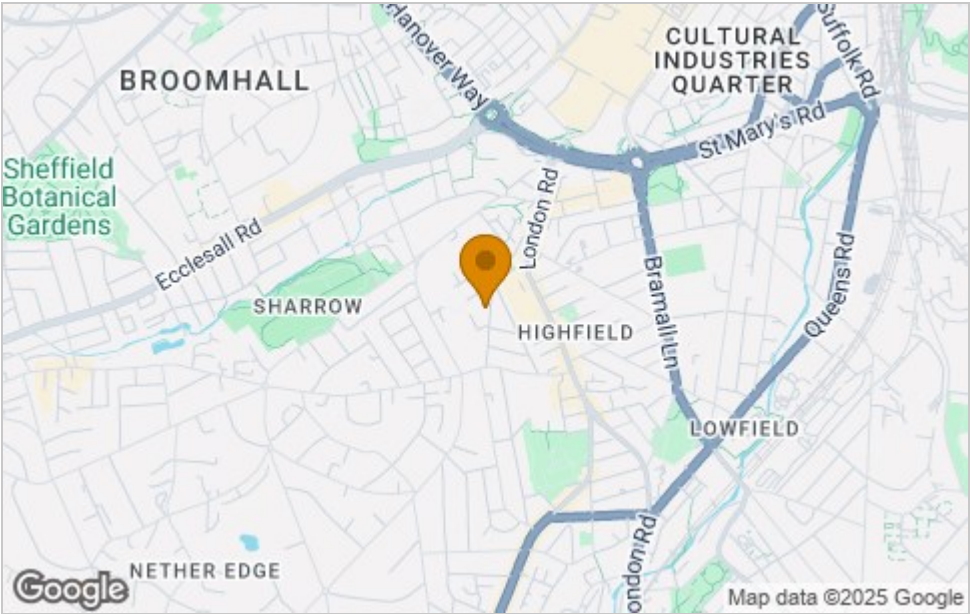 Hanover Way
CULTURAL
INDUSTRIES
QUARTER
Suffolk Rd
BROOMHALL
St Mary's Rd
Sheffield
Botanical
Gardens
London Rd
Ecclesall Rd
Bramall Ln
Queens Rd
SHARROW
HIGHFIELD
LOWFIELD
London Rd
NETHER EDGE
Google
Map data ©2025 Google